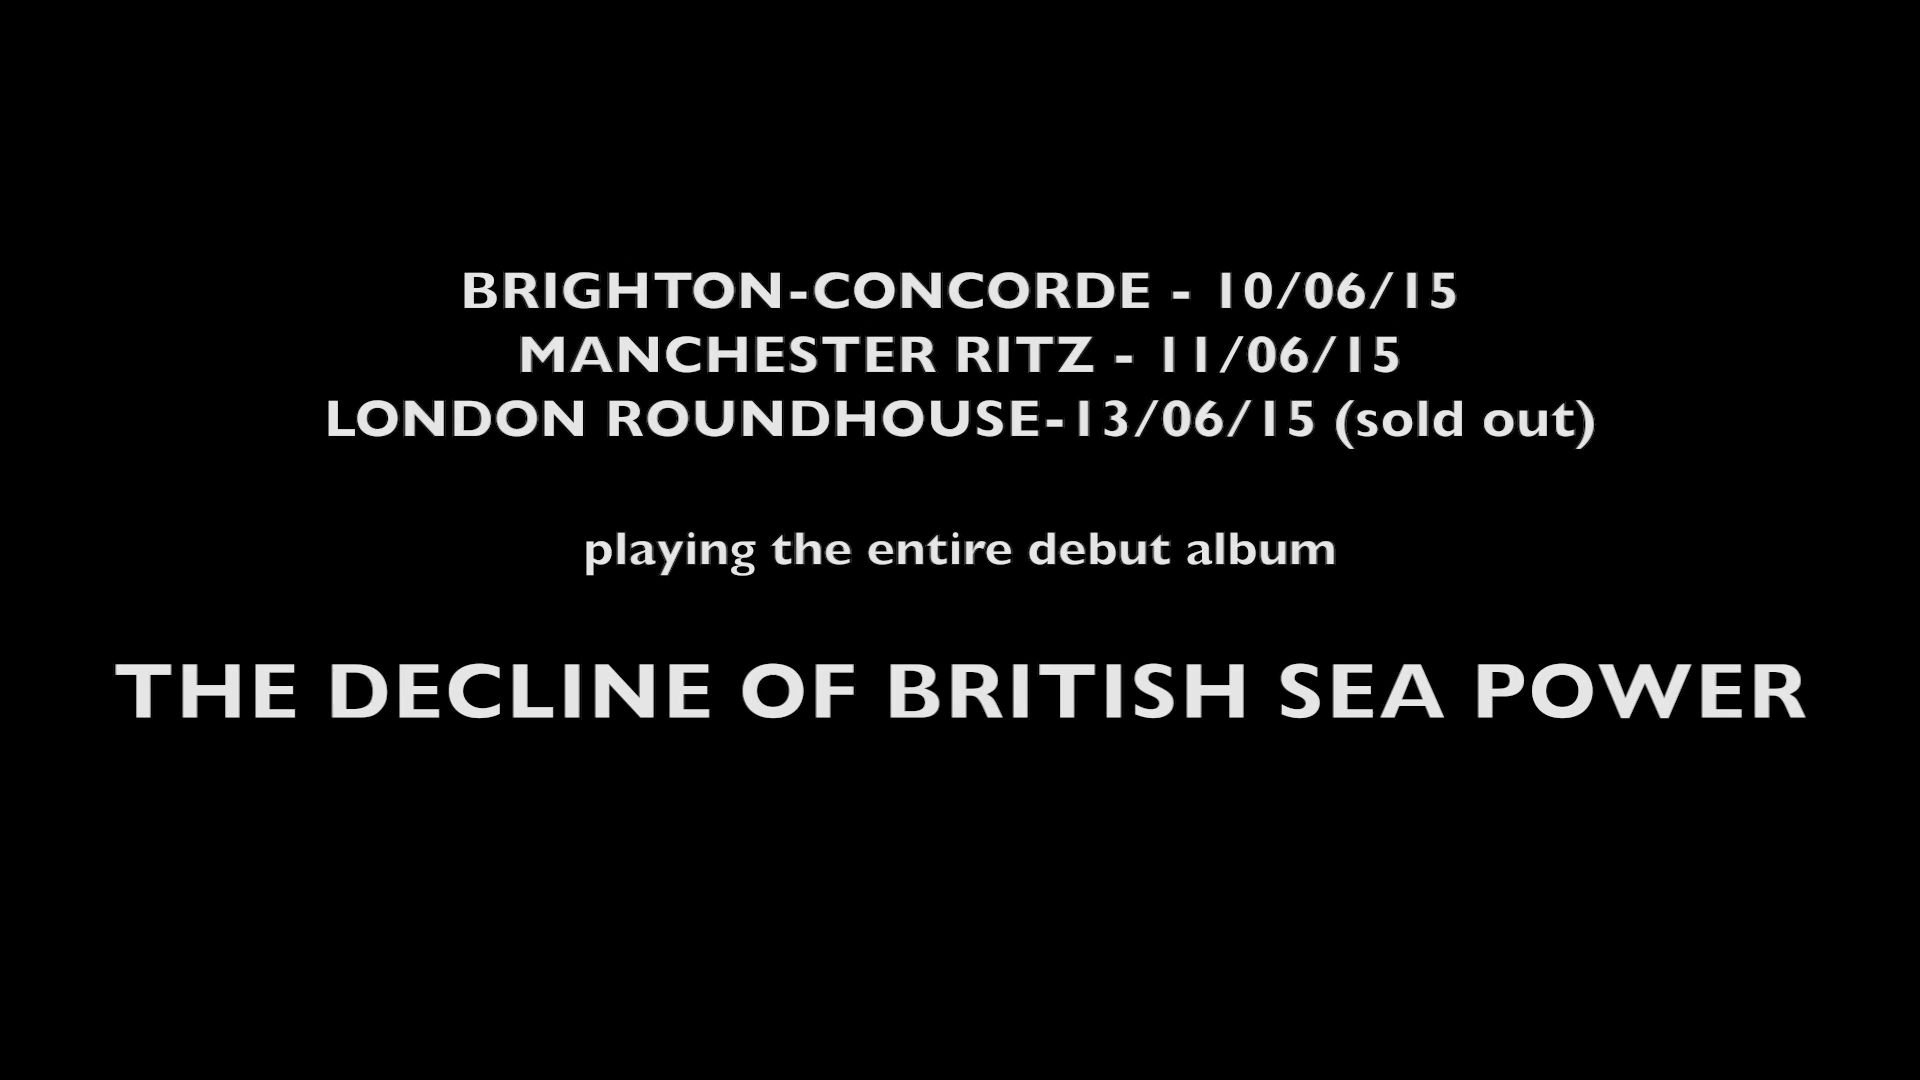 BRIGHTON-CONCORDE - 10/06/15
MANCHESTER RITZ - 11/06/15
LONDON ROUNDHOUSE-13/06/15 (sold out)
playing the entire debut album
THE DECLINE OF BRITISH SEA POWER